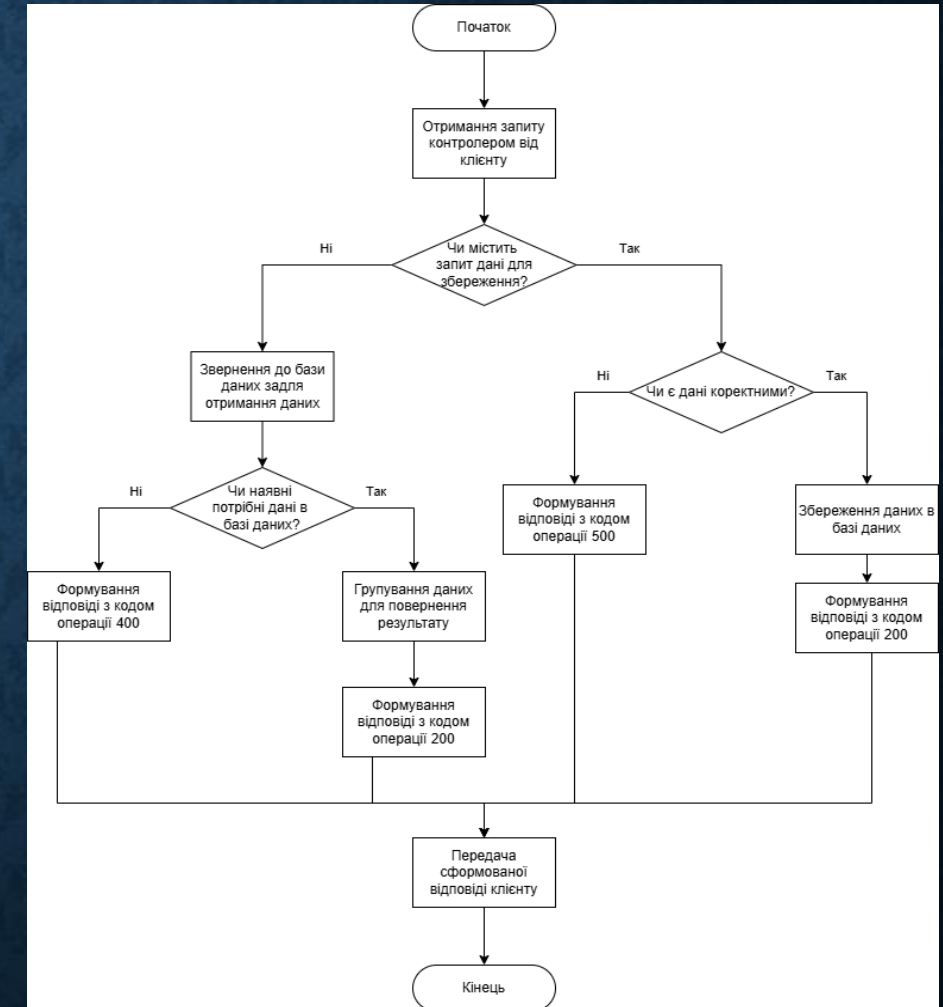 Початок
Отримання запиту
контролером від
клієнту
Ні
Чи містить
запит дані для
збереження?
Так
Звернення до бази
даних задля
отримання даних
Ні
Чи є дані коректними?
Так
Ні
Чи наявні
потрібні дані в
базі даних?
Так
Формування
відповіді з кодом
операції 500
Збереження даних в
базі даних
Формування
відповіді з кодом
операції 400
Групування даних
для повернення
результату
Формування
відповіді з кодом
операції 200
Формування
відповіді з кодом
операції 200
Передача
сформованої
відповіді клієнту
Кінець